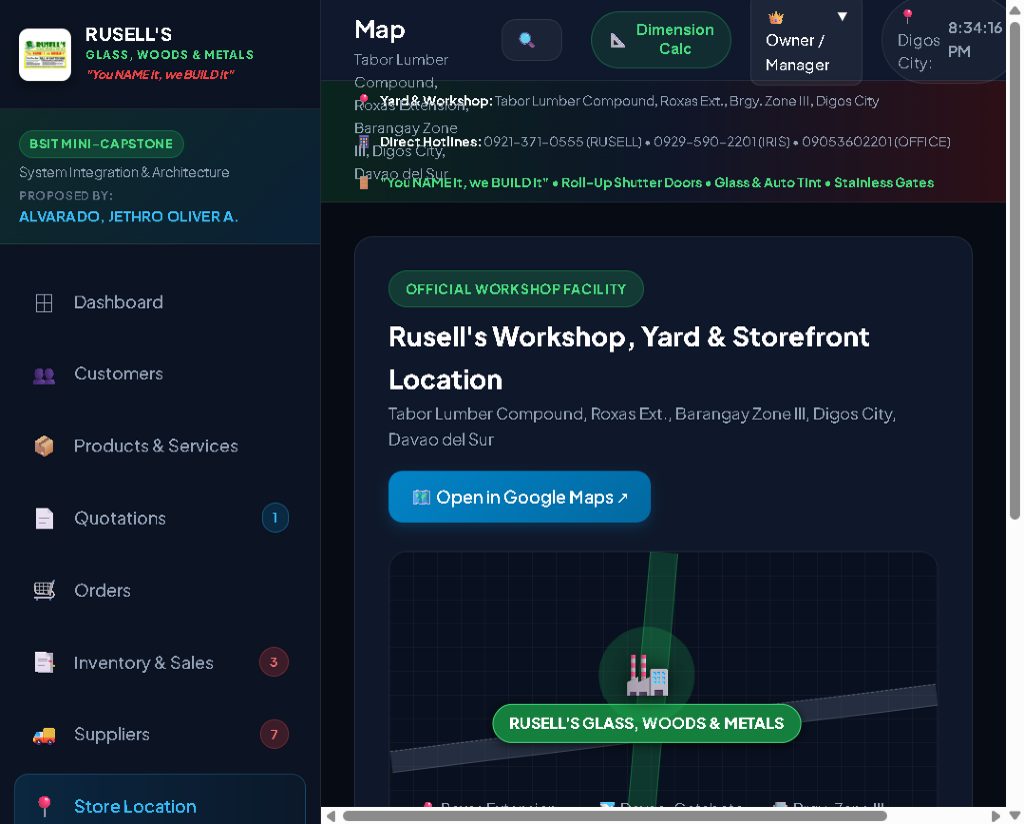 RUSELL'S
GLASS, WOODS & METALS
"You NAME it, we BUILD it"
BSIT MINI-CAPSTONE
System Integration & Architecture
PROPOSED BY:
ALVARADO, JETHRO OLIVER A.
Dashboard
Customers
Products & Services
Quotations
1
Orders
Inventory & Sales
3
Suppliers
7
Store Location
Map
Tabor Lumber
Compound,
Roxas Extension,
Barangay Zone
III, Digos City,
Davao del Sur
Dimension
Calc
Owner /
Manager
▼
Digos
City:
8:34:16
PM
Yard & Workshop: Tabor Lumber Compound, Roxas Ext., Brgy. Zone III, Digos City
Direct Hotlines: 0921-371-0555 (RUSELL) • 0929-590-2201 (IRIS) • 09053602201 (OFFICE)
"You NAME it, we BUILD it" • Roll-Up Shutter Doors • Glass & Auto Tint • Stainless Gates
OFFICIAL WORKSHOP FACILITY
Rusell's Workshop, Yard & Storefront
Location
Tabor Lumber Compound, Roxas Ext., Barangay Zone III, Digos City,
Davao del Sur
Open in Google Maps ↗
RUSELL'S GLASS, WOODS & METALS
Roxas Extension
Brgy. Zone III